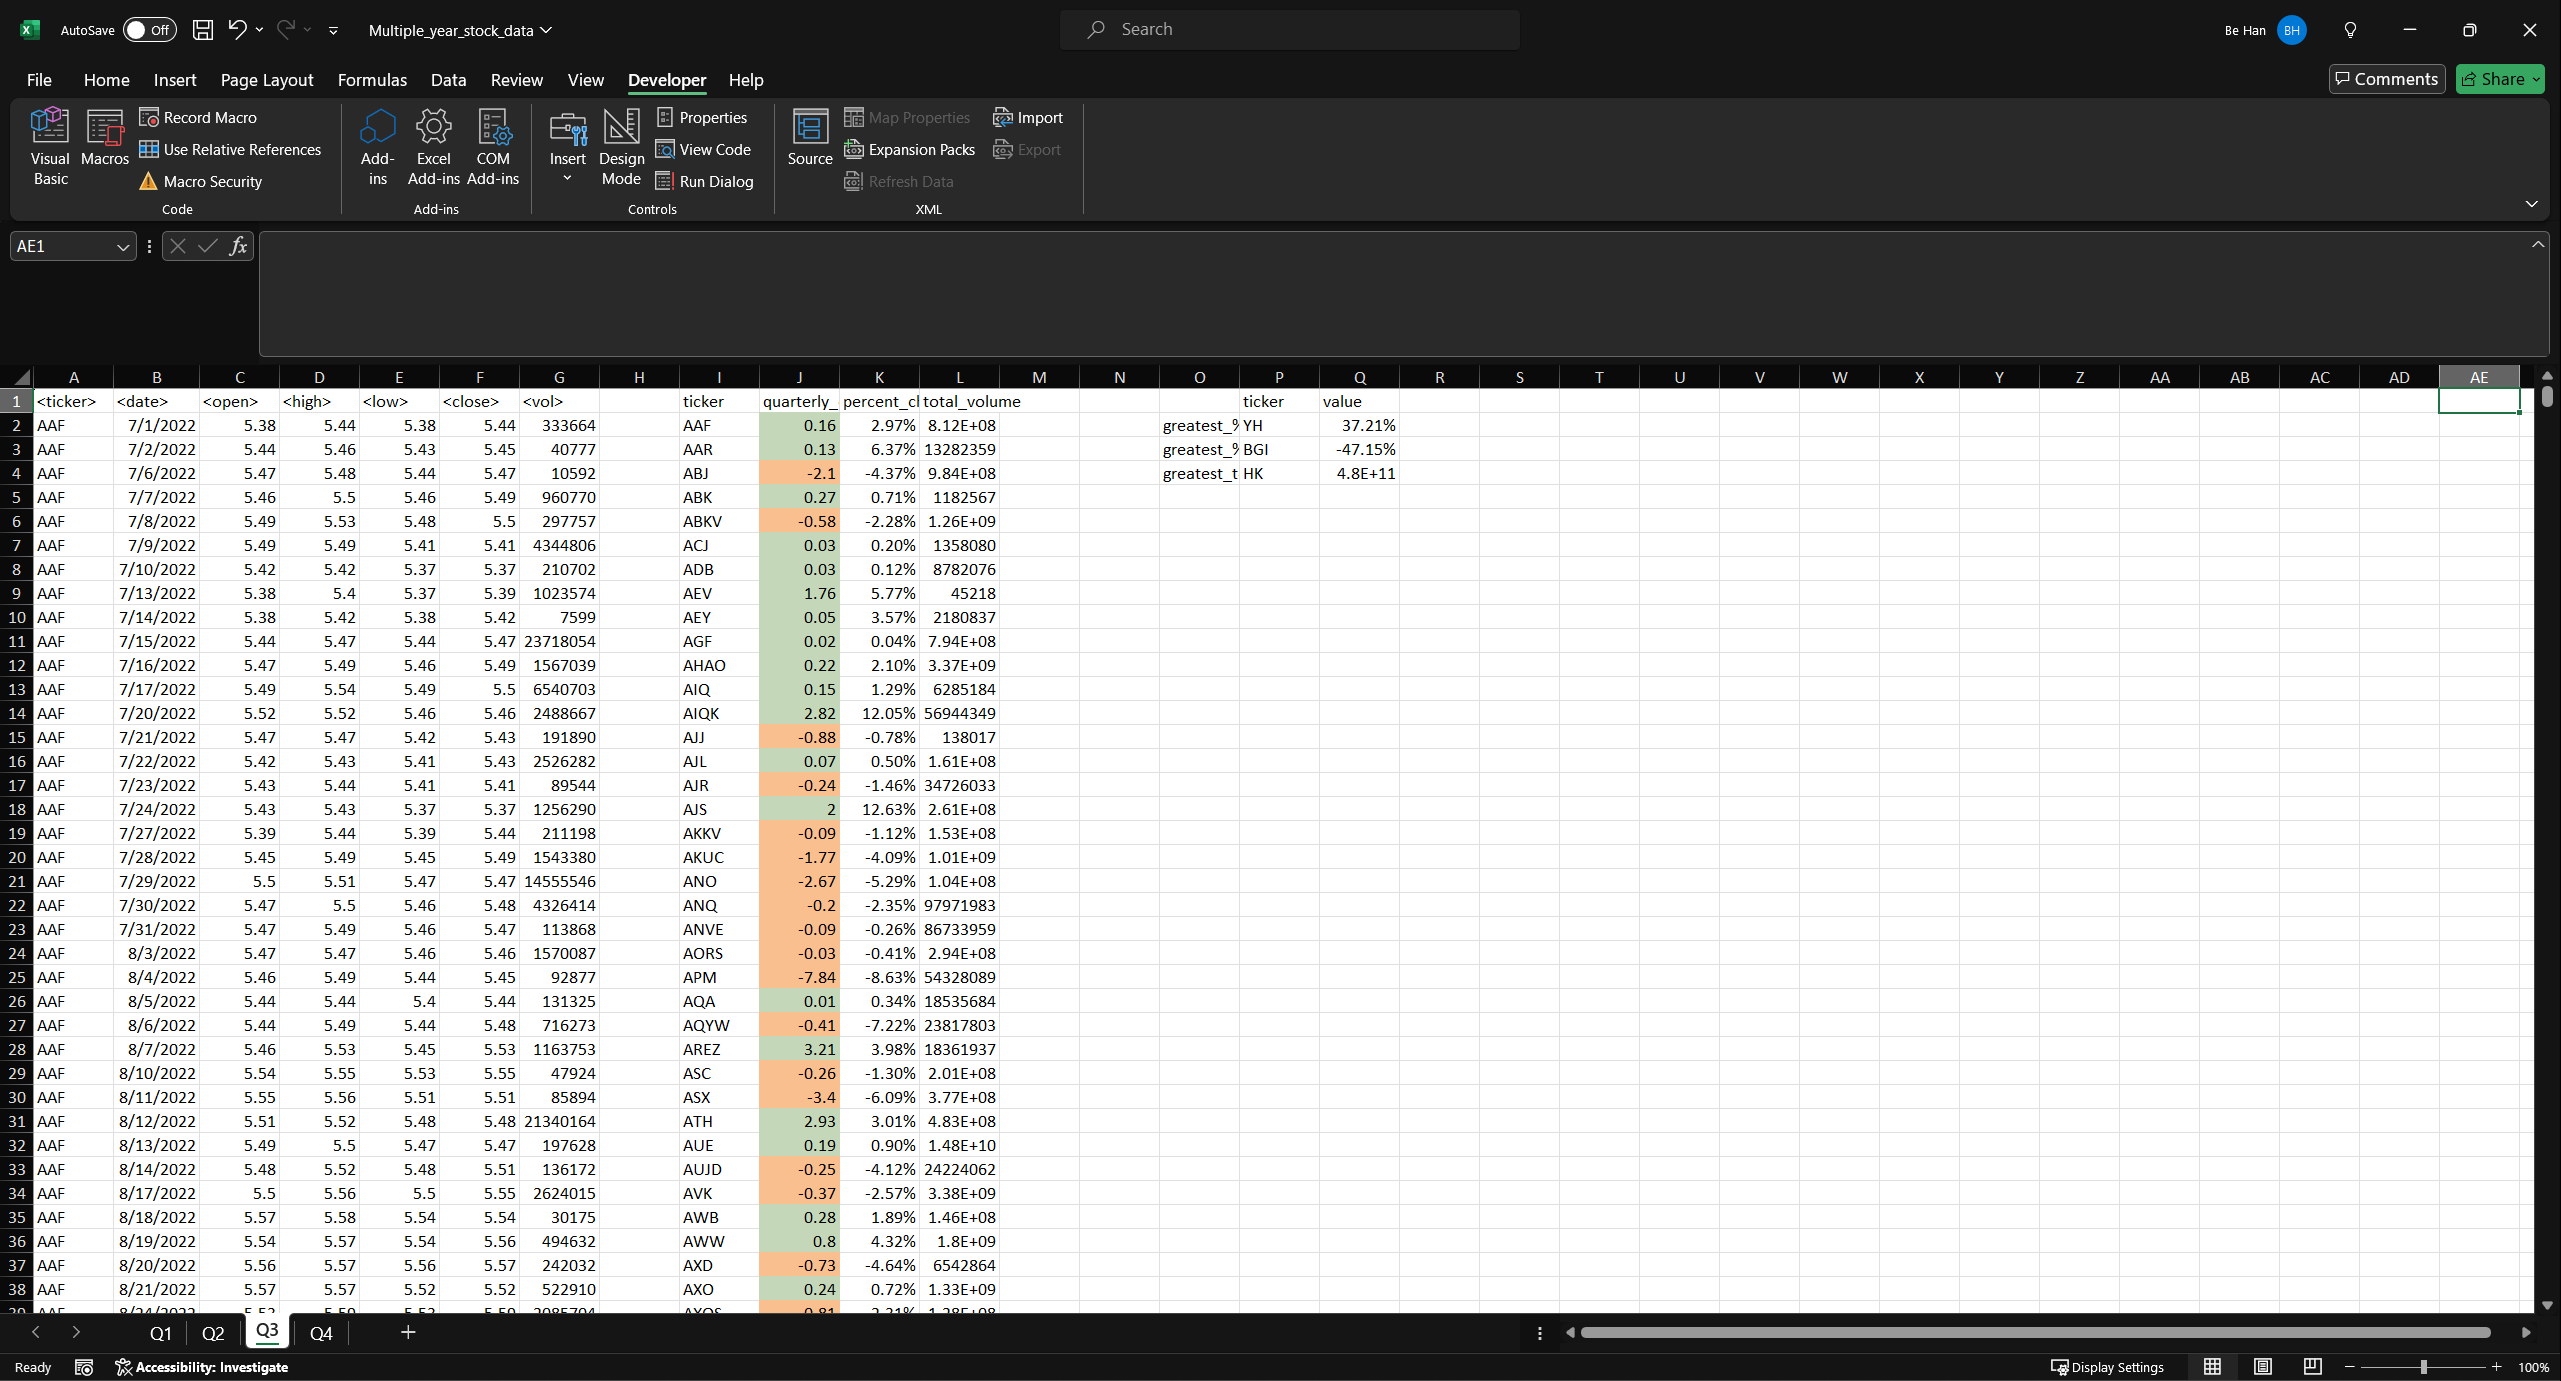 AutoSave Off Multiple_year_stock_data Search Be Han BH
File Home Insert Page Layout Formulas Data Review View Developer Help Comments Share
Visual Basic Macros Record Macro Use Relative References Macro Security Code
Add-ins Excel Add-ins COM Add-ins Add-ins
Insert Design Mode Properties View Code Run Dialog Controls
Source Map Properties Expansion Packs Refresh Data Import Export XML
AE1 fx
A B C D E F G H I J K L M N O P Q R S T U V W X Y Z AA AB AC AD AE
1 <ticker> <date> <open> <high> <low> <close> <vol> ticker quarterly_ percent_cl total_volume ticker value
2 AAF 7/1/2022 5.38 5.44 5.38 5.44 333664 AAF 0.16 2.97% 8.12E+08 greatest_% YH 37.21%
3 AAF 7/2/2022 5.44 5.46 5.43 5.45 40777 AAR 0.13 6.37% 13282359 greatest_% BGI -47.15%
4 AAF 7/6/2022 5.47 5.48 5.44 5.47 10592 ABJ -2.1 -4.37% 9.84E+08 greatest_t HK 4.8E+11
5 AAF 7/7/2022 5.46 5.5 5.46 5.49 960770 ABK 0.27 0.71% 1182567
6 AAF 7/8/2022 5.49 5.53 5.48 5.5 297757 ABKV -0.58 -2.28% 1.26E+09
7 AAF 7/9/2022 5.49 5.49 5.41 5.41 4344806 ACJ 0.03 0.20% 1358080
8 AAF 7/10/2022 5.42 5.42 5.37 5.37 210702 ADB 0.03 0.12% 8782076
9 AAF 7/13/2022 5.38 5.4 5.37 5.39 1023574 AEV 1.76 5.77% 45218
10 AAF 7/14/2022 5.38 5.42 5.38 5.42 7599 AEY 0.05 3.57% 2180837
11 AAF 7/15/2022 5.44 5.47 5.44 5.47 23718054 AGF 0.02 0.04% 7.94E+08
12 AAF 7/16/2022 5.47 5.49 5.46 5.49 1567039 AHAO 0.22 2.10% 3.37E+09
13 AAF 7/17/2022 5.49 5.54 5.49 5.5 6540703 AIQ 0.15 1.29% 6285184
14 AAF 7/20/2022 5.52 5.52 5.46 5.46 2488667 AIQK 2.82 12.05% 56944349
15 AAF 7/21/2022 5.47 5.47 5.42 5.43 191890 AJJ -0.88 -0.78% 138017
16 AAF 7/22/2022 5.42 5.43 5.41 5.43 2526282 AJL 0.07 0.50% 1.61E+08
17 AAF 7/23/2022 5.43 5.44 5.41 5.41 89544 AJR -0.24 -1.46% 34726033
18 AAF 7/24/2022 5.43 5.43 5.37 5.37 1256290 AJS 2 12.63% 2.61E+08
19 AAF 7/27/2022 5.39 5.44 5.39 5.44 211198 AKKV -0.09 -1.12% 1.53E+08
20 AAF 7/28/2022 5.45 5.49 5.45 5.49 1543380 AKUC -1.77 -4.09% 1.01E+09
21 AAF 7/29/2022 5.5 5.51 5.47 5.47 14555546 ANO -2.67 -5.29% 1.04E+08
22 AAF 7/30/2022 5.47 5.5 5.46 5.48 4326414 ANQ -0.2 -2.35% 97971983
23 AAF 7/31/2022 5.47 5.49 5.46 5.47 113868 ANVE -0.09 -0.26% 86733959
24 AAF 8/3/2022 5.47 5.47 5.46 5.46 1570087 AORS -0.03 -0.41% 2.94E+08
25 AAF 8/4/2022 5.46 5.49 5.44 5.45 92877 APM -7.84 -8.63% 54328089
26 AAF 8/5/2022 5.44 5.44 5.4 5.44 131325 AQA 0.01 0.34% 18535684
27 AAF 8/6/2022 5.44 5.49 5.44 5.48 716273 AQYW -0.41 -7.22% 23817803
28 AAF 8/7/2022 5.46 5.53 5.45 5.53 1163753 AREZ 3.21 3.98% 18361937
29 AAF 8/10/2022 5.54 5.55 5.53 5.55 47924 ASC -0.26 -1.30% 2.01E+08
30 AAF 8/11/2022 5.55 5.56 5.51 5.51 85894 ASX -3.4 -6.09% 3.77E+08
31 AAF 8/12/2022 5.51 5.52 5.48 5.48 21340164 ATH 2.93 3.01% 4.83E+08
32 AAF 8/13/2022 5.49 5.5 5.47 5.47 197628 AUE 0.19 0.90% 1.48E+10
33 AAF 8/14/2022 5.48 5.52 5.48 5.51 136172 AUJD -0.25 -4.12% 24224062
34 AAF 8/17/2022 5.5 5.56 5.5 5.55 2624015 AVK -0.37 -2.57% 3.38E+09
35 AAF 8/18/2022 5.57 5.58 5.54 5.54 30175 AWB 0.28 1.89% 1.46E+08
36 AAF 8/19/2022 5.54 5.57 5.54 5.56 494632 AWW 0.8 4.32% 1.8E+09
37 AAF 8/20/2022 5.56 5.57 5.56 5.57 242032 AXD -0.73 -4.64% 6542864
38 AAF 8/21/2022 5.57 5.57 5.52 5.52 522910 AXO 0.24 0.72% 1.33E+09
Q1 Q2 Q3 Q4
Ready Accessibility: Investigate Display Settings 100%